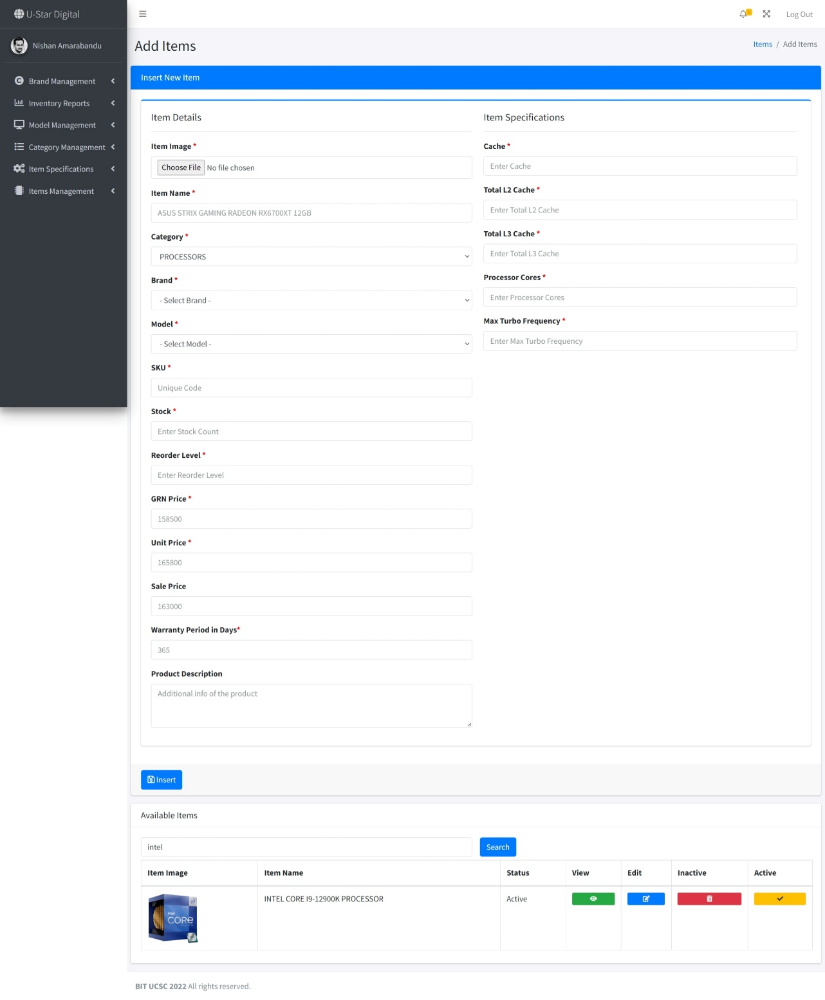 U-Star Digital
Log Out
Nishan Amarabandu
Add Items
Items / Add Items
Brand Management
Inventory Reports
Model Management
Category Management
Item Specifications
Items Management
Insert New Item
Item Details
Item Image *
Choose File No file chosen
Item Name *
ASUS STRIX GAMING RADEON RX6700XT 12GB
Category *
PROCESSORS
Brand *
- Select Brand -
Model *
- Select Model -
SKU *
Unique Code
Stock *
Enter Stock Count
Reorder Level *
Enter Reorder Level
GRN Price *
158500
Unit Price *
165800
Sale Price
163000
Warranty Period in Days*
365
Product Description
Additional info of the product
Item Specifications
Cache *
Enter Cache
Total L2 Cache *
Enter Total L2 Cache
Total L3 Cache *
Enter Total L3 Cache
Processor Cores *
Enter Processor Cores
Max Turbo Frequency *
Enter Max Turbo Frequency
Insert
Available Items
intel
Search
Item Image Item Name Status View Edit Inactive Active
INTEL CORE I9-12900K PROCESSOR Active
i9
intel
CORE
BIT UCSC 2022 All rights reserved.